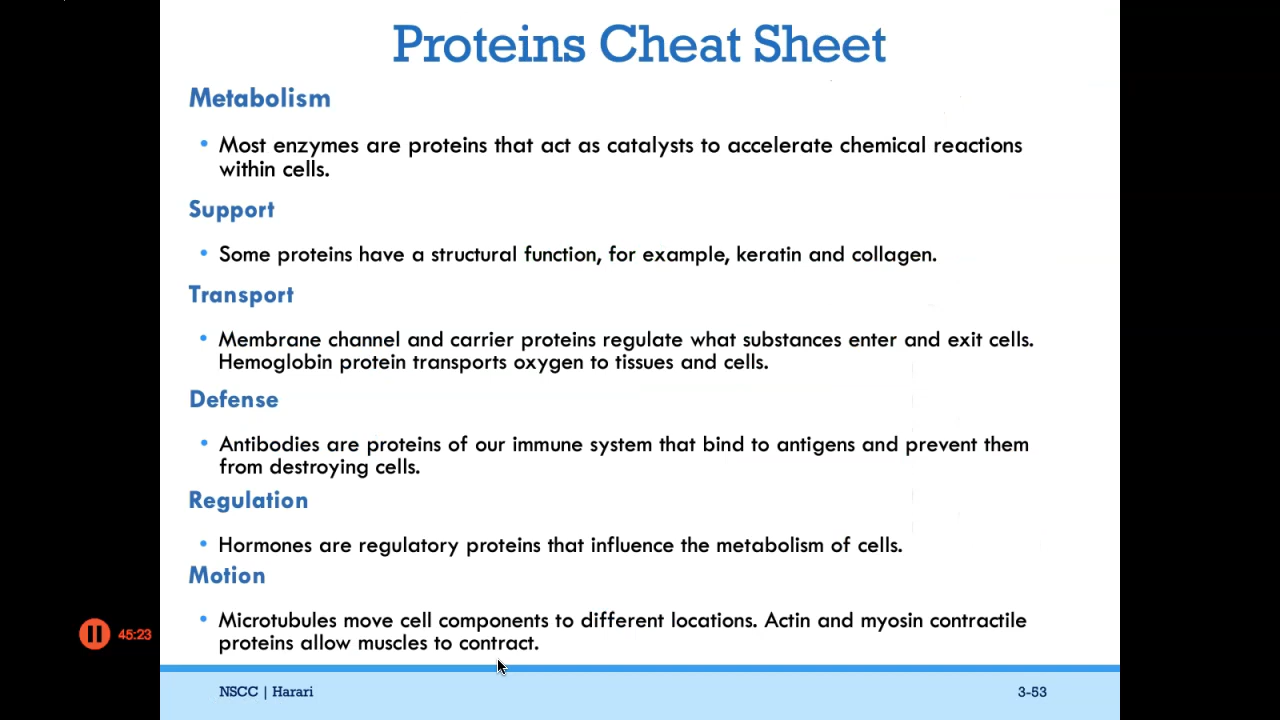 Proteins Cheat Sheet
Metabolism
• Most enzymes are proteins that act as catalysts to accelerate chemical reactions
within cells.
Support
• Some proteins have a structural function, for example, keratin and collagen.
Transport
• Membrane channel and carrier proteins regulate what substances enter and exit cells.
Hemoglobin protein transports oxygen to tissues and cells.
Defense
• Antibodies are proteins of our immune system that bind to antigens and prevent them
from destroying cells.
Regulation
• Hormones are regulatory proteins that influence the metabolism of cells.
Motion
• Microtubules move cell components to different locations. Actin and myosin contractile
proteins allow muscles to contract.
45:23
NSCC | Harari
3-53